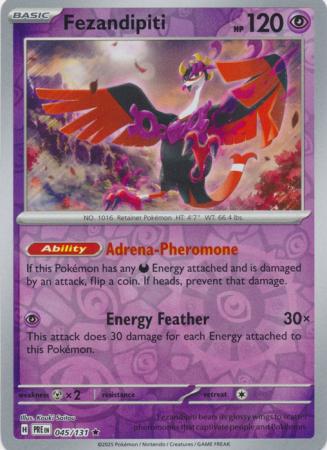 BASIC
Fezandipiti
HP 120
NO. 1016 Retainer Pokémon HT: 4'7" WT: 66.4 lbs.
Ability Adrena-Pheromone
If this Pokémon has any Energy attached and is damaged
by an attack, flip a coin. If heads, prevent that damage.
Energy Feather 30×
This attack does 30 damage for each Energy attached to
this Pokémon.
weakness ×2 resistance retreat
Illus. Kouki Saitou
Fezandipiti beats its glossy wings to scatter
pheromones that captivate people and Pokémon.
H PRE EN 045/131
©2025 Pokémon / Nintendo / Creatures / GAME FREAK